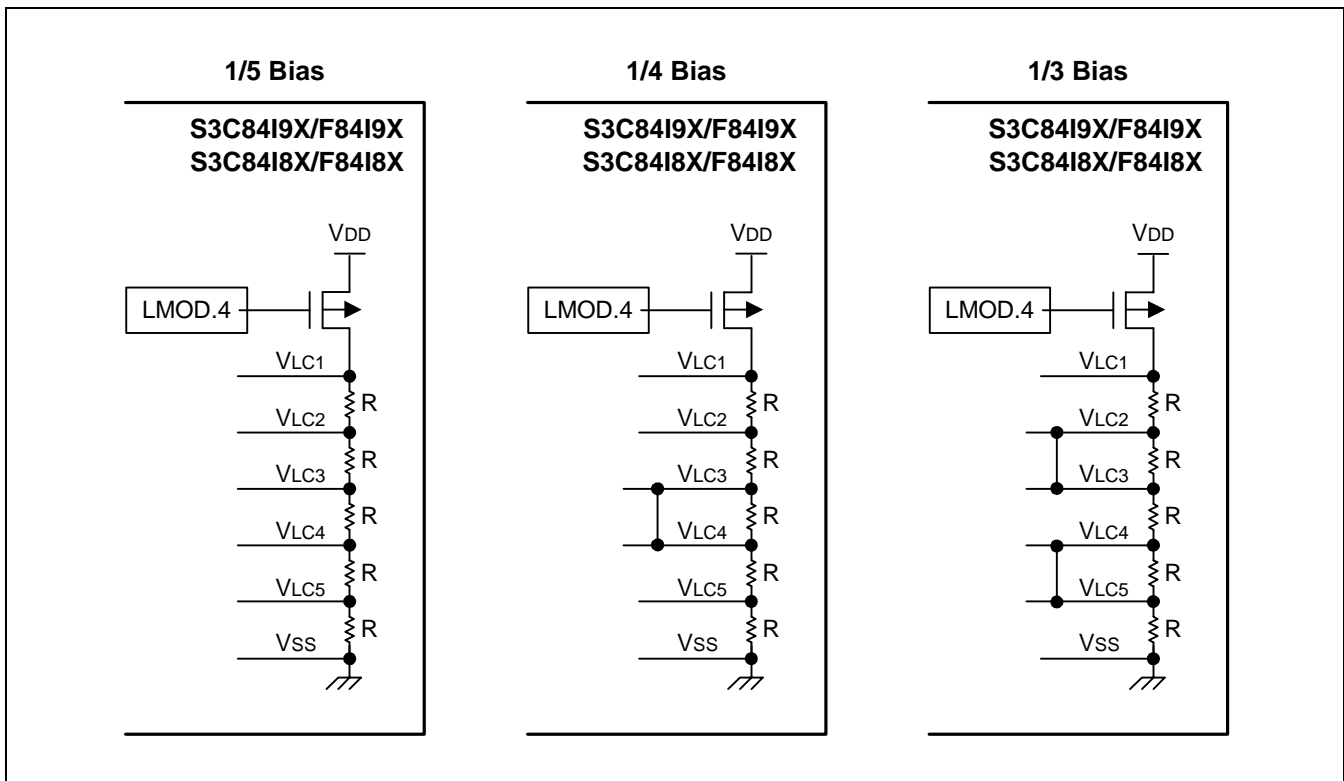 1/5 Bias
S3C84I9X/F84I9X
S3C84I8X/F84I8X
VDD
LMOD.4
VLC1
R
VLC2
R
VLC3
R
VLC4
R
VLC5
R
VSS
1/4 Bias
S3C84I9X/F84I9X
S3C84I8X/F84I8X
VDD
LMOD.4
VLC1
R
VLC2
R
VLC3
R
VLC4
R
VLC5
R
VSS
1/3 Bias
S3C84I9X/F84I9X
S3C84I8X/F84I8X
VDD
LMOD.4
VLC1
R
VLC2
R
VLC3
R
VLC4
R
VLC5
R
VSS